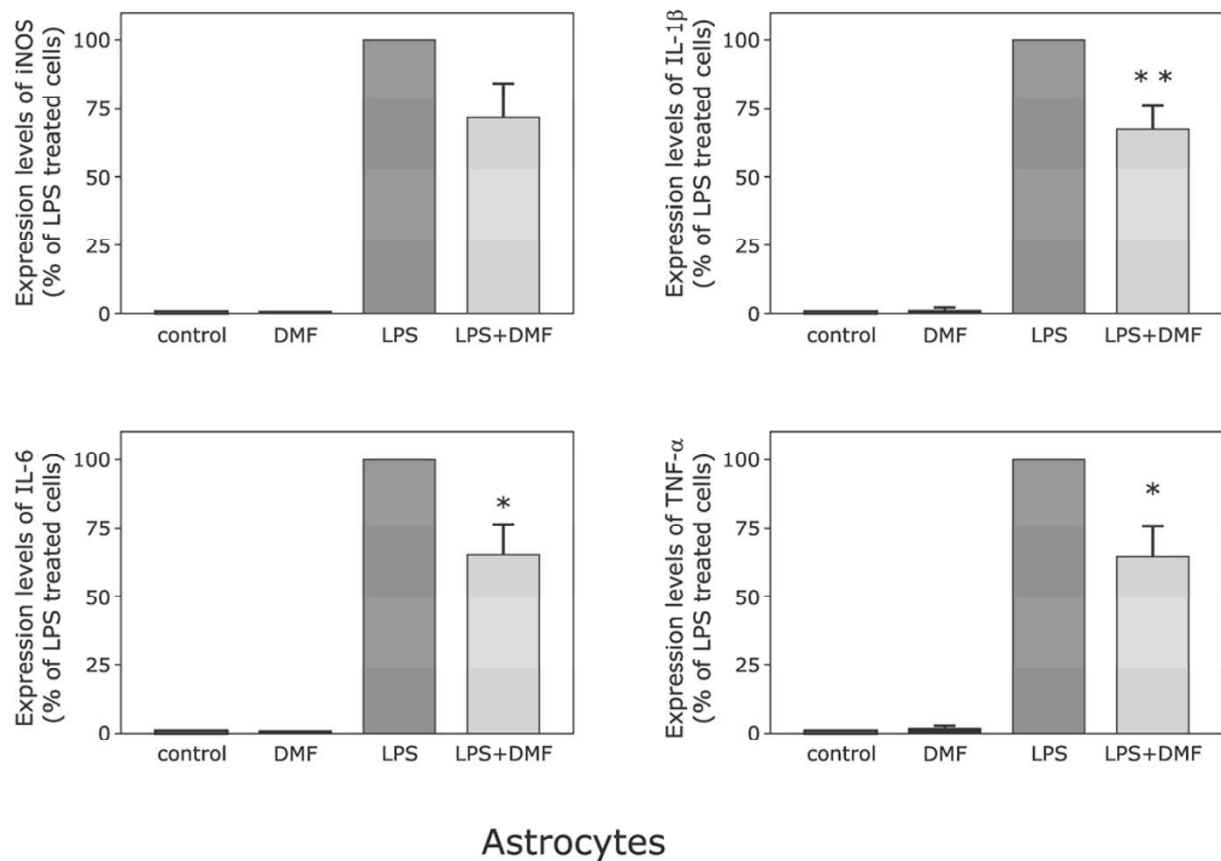 Expression levels of iNOS
(% of LPS treated cells)
100
75
50
25
0
control DMF LPS LPS+DMF
Expression levels of IL-1β
(% of LPS treated cells)
100
75
50
25
0
* *
control DMF LPS LPS+DMF
Expression levels of IL-6
(% of LPS treated cells)
100
75
50
25
0
*
control DMF LPS LPS+DMF
Expression levels of TNF-α
(% of LPS treated cells)
100
75
50
25
0
*
control DMF LPS LPS+DMF
Astrocytes